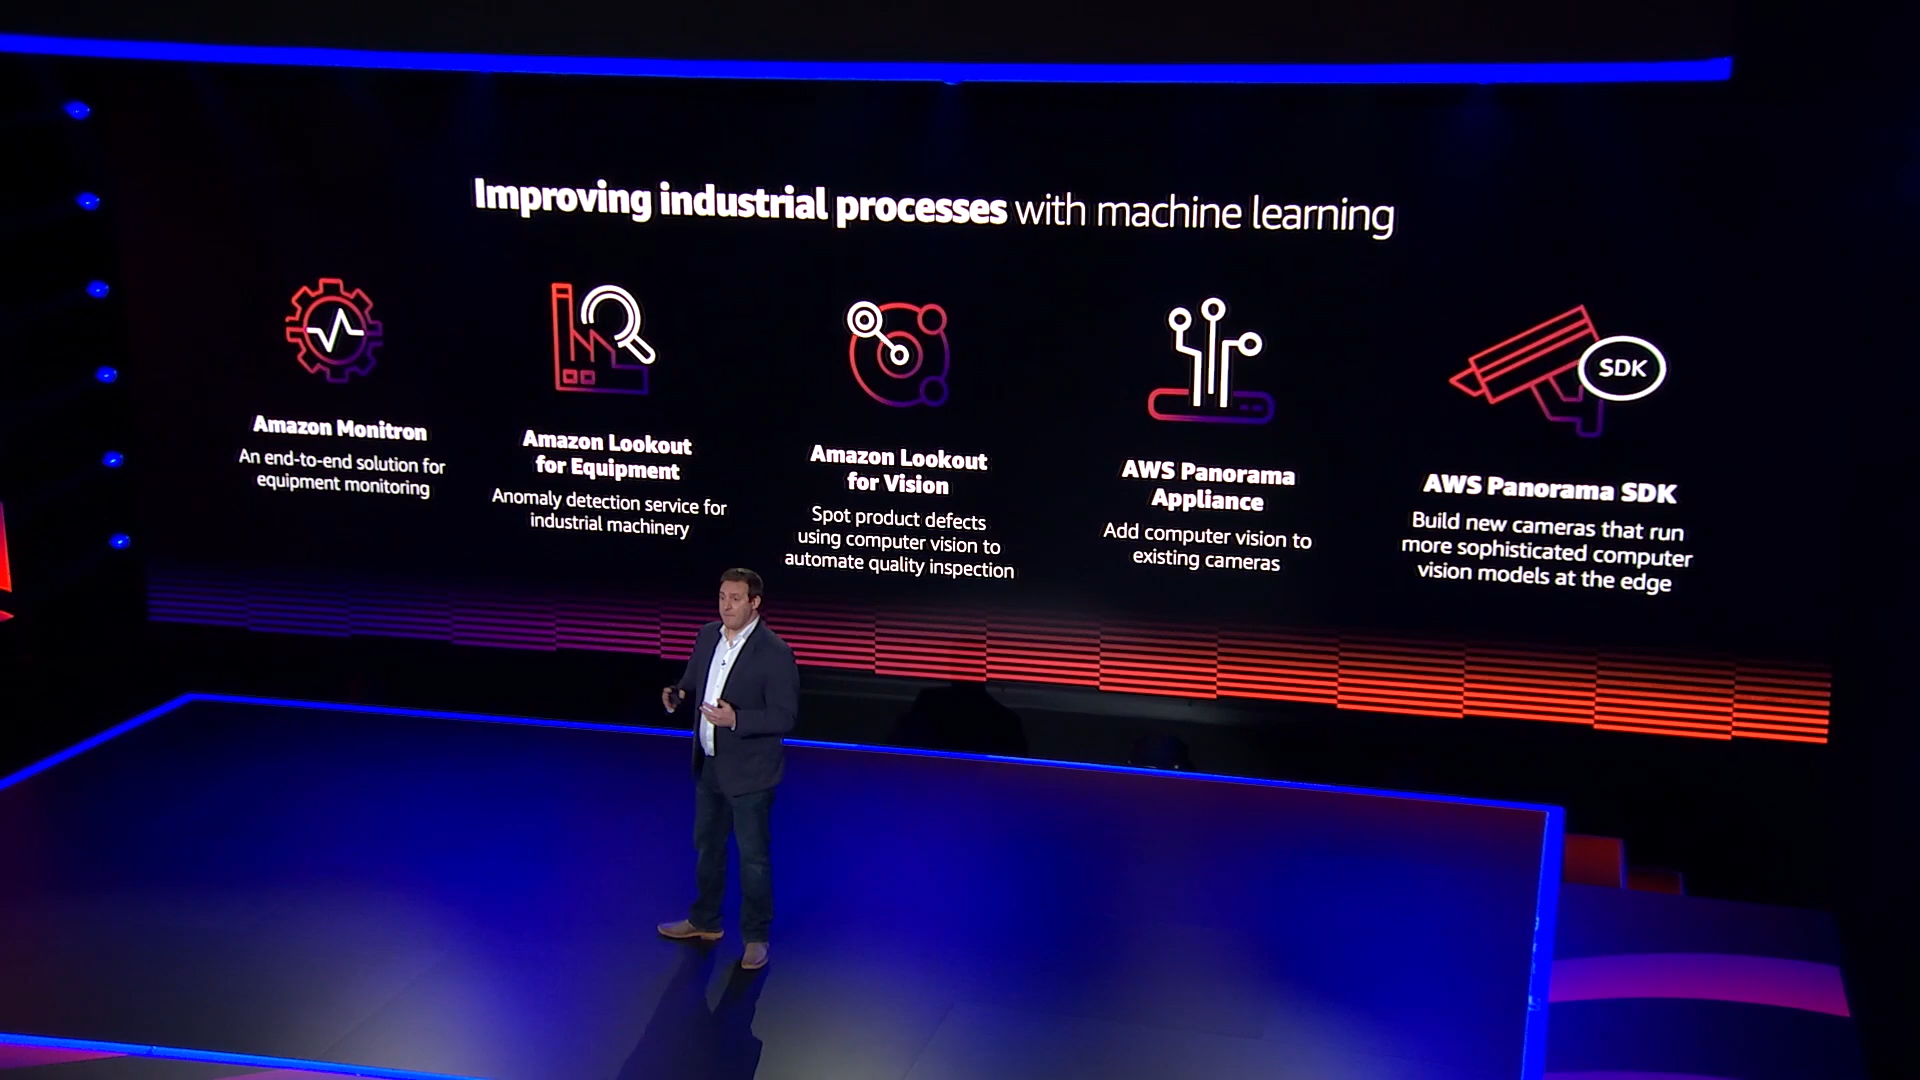 Improving industrial processes with machine learning
Amazon Monitron
An end-to-end solution for
equipment monitoring
Amazon Lookout
for Equipment
Anomaly detection service for
industrial machinery
Amazon Lookout
for Vision
Spot product defects
using computer vision to
automate quality inspection
AWS Panorama
Appliance
Add computer vision to
existing cameras
SDK
AWS Panorama SDK
Build new cameras that run
more sophisticated computer
vision models at the edge